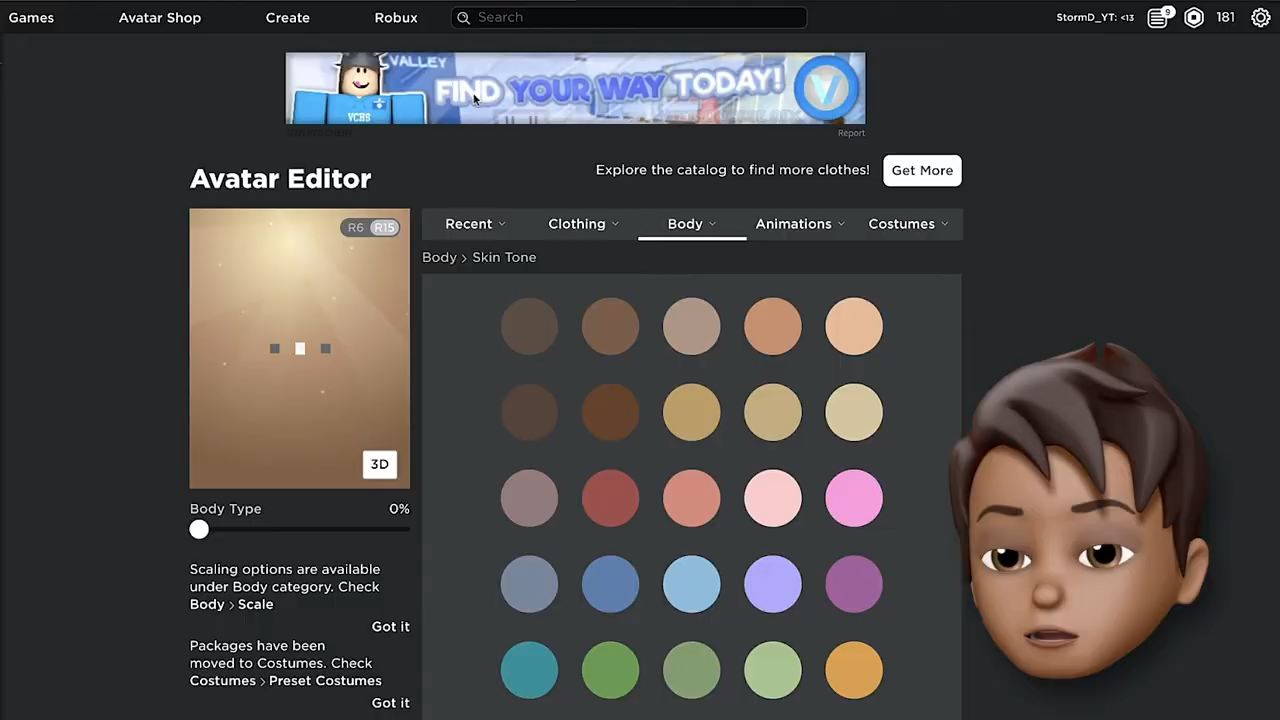 Games
Avatar Shop
Create
Robux
Search
StormD_YT: <13
9
181
VALLEY
FIND YOUR WAY TODAY!
V
VCHS
Report
Avatar Editor
Explore the catalog to find more clothes!
Get More
R6 R15
Recent
Clothing
Body
Animations
Costumes
Body > Skin Tone
3D
Body Type 0%
Scaling options are available
under Body category. Check
Body > Scale
Got it
Packages have been
moved to Costumes. Check
Costumes > Preset Costumes
Got it